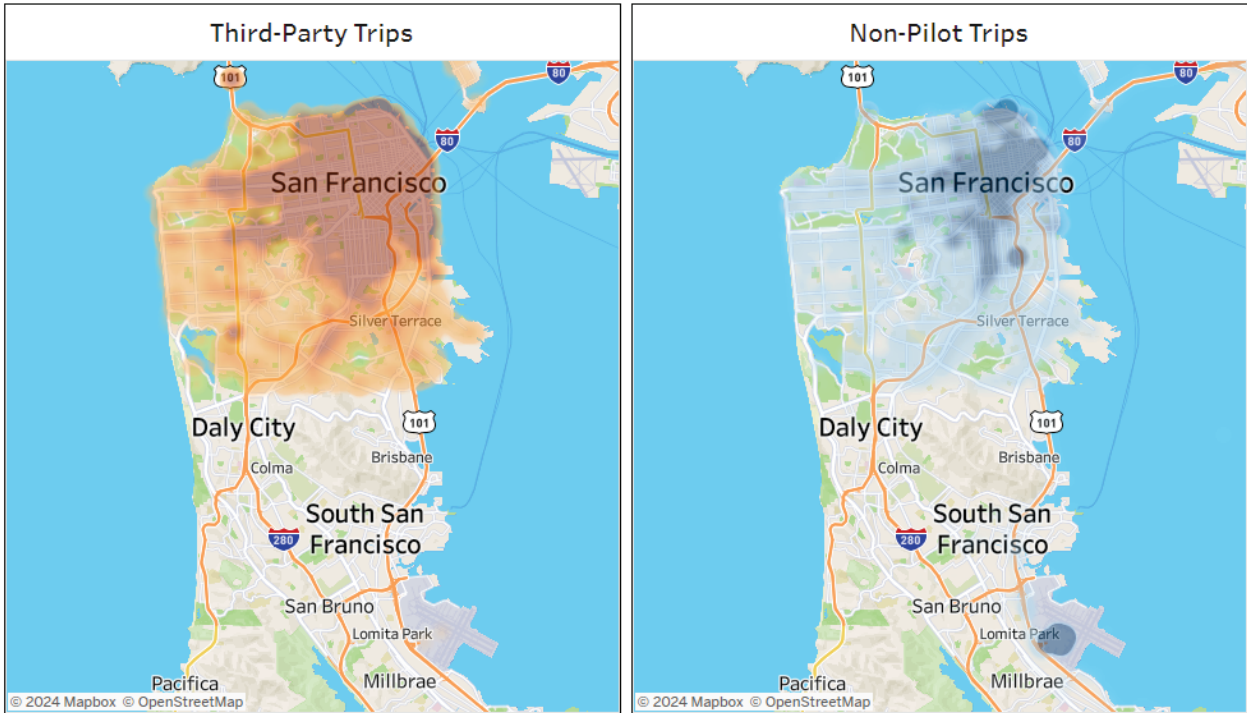 Third-Party Trips
101
80
80
San Francisco
Silver Terrace
Daly City
101
Colma
Brisbane
South San
Francisco
280
San Bruno
Lomita Park
Pacifica
Millbrae
© 2024 Mapbox © OpenStreetMap
Non-Pilot Trips
101
80
80
San Francisco
Silver Terrace
Daly City
101
Colma
Brisbane
South San
Francisco
280
San Bruno
Lomita Park
Pacifica
Millbrae
© 2024 Mapbox © OpenStreetMap